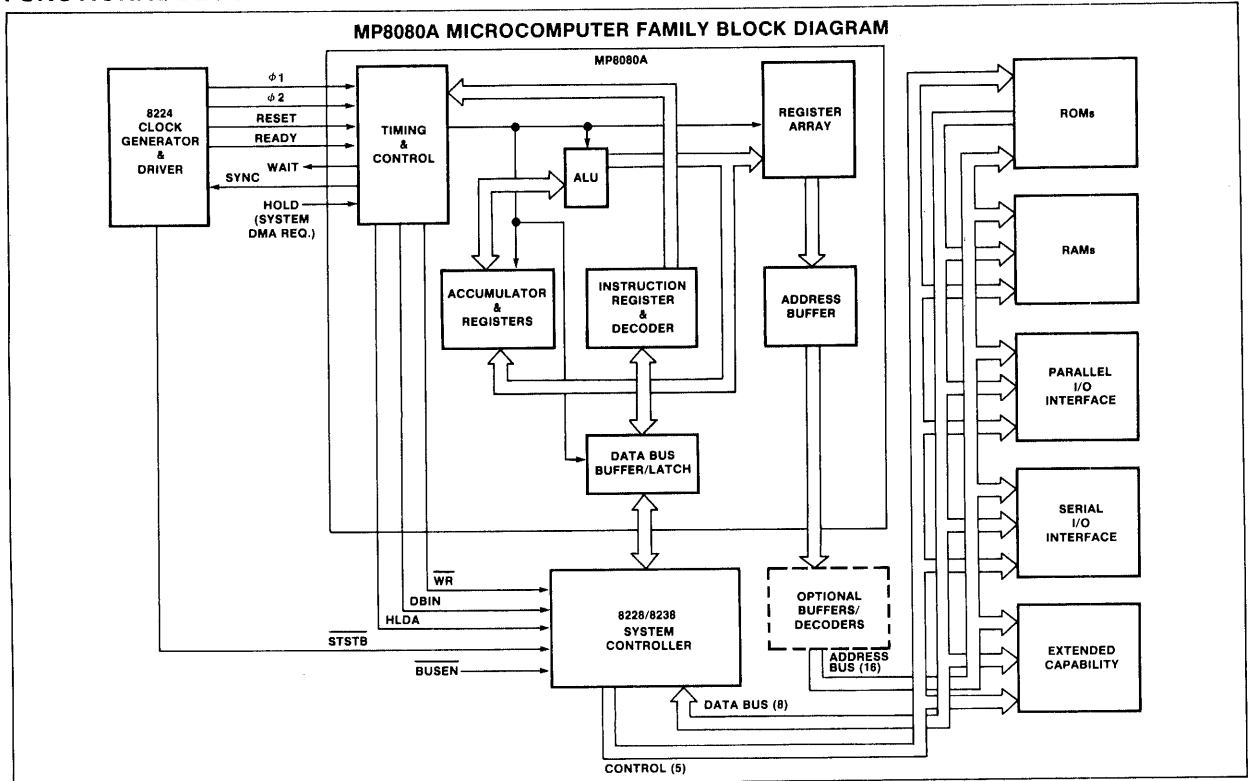 MP8080A MICROCOMPUTER FAMILY BLOCK DIAGRAM
MP8080A
8224
CLOCK
GENERATOR
&
DRIVER
ϕ1
ϕ2
RESET
READY
WAIT
SYNC
HOLD
(SYSTEM
DMA REQ.)
TIMING
&
CONTROL
ALU
REGISTER
ARRAY
ACCUMULATOR
&
REGISTERS
INSTRUCTION
REGISTER
&
DECODER
ADDRESS
BUFFER
DATA BUS
BUFFER/LATCH
WR
DBIN
HLDA
STSTB
BUSEN
8228/8238
SYSTEM
CONTROLLER
OPTIONAL
BUFFERS/
DECODERS
ADDRESS
BUS (16)
DATA BUS (8)
CONTROL (5)
ROMs
RAMs
PARALLEL
I/O
INTERFACE
SERIAL
I/O
INTERFACE
EXTENDED
CAPABILITY